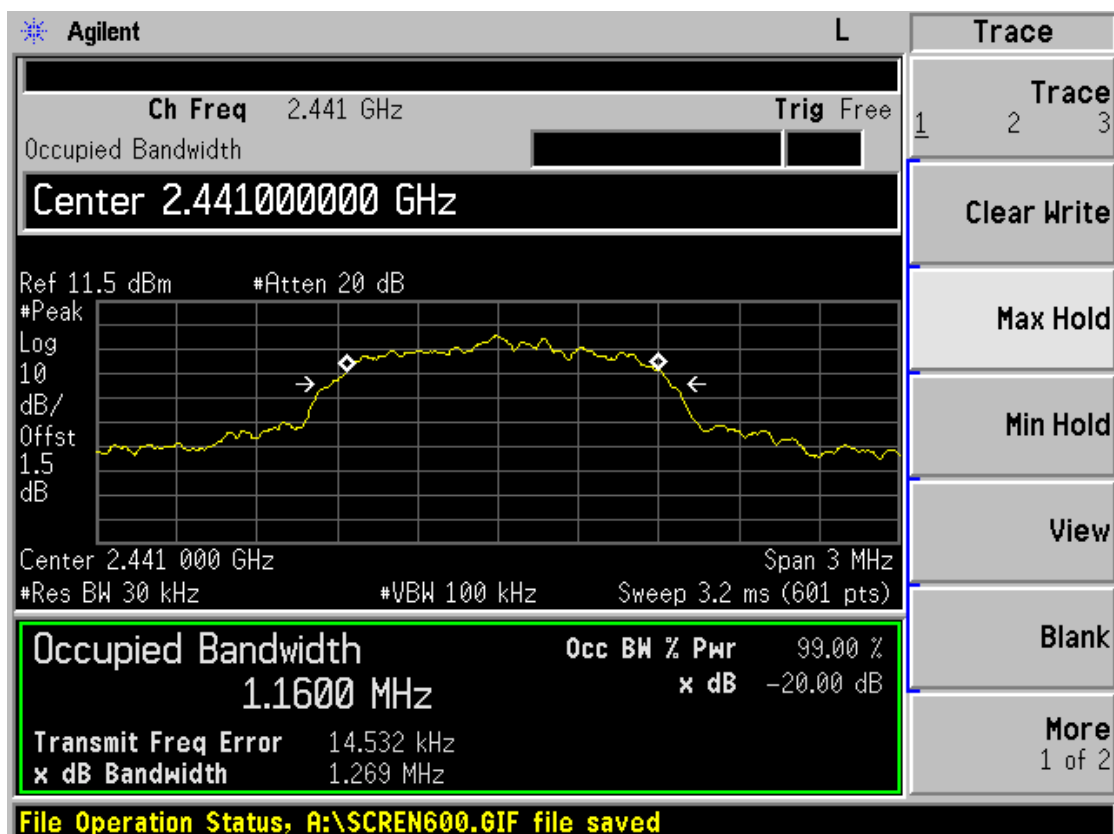 Agilent L Trace
Ch Freq 2.441 GHz Trig Free
Occupied Bandwidth
Center 2.441000000 GHz
Ref 11.5 dBm #Atten 20 dB
#Peak
Log
10
dB/
Offst
1.5
dB
Center 2.441 000 GHz Span 3 MHz
#Res BW 30 kHz #VBW 100 kHz Sweep 3.2 ms (601 pts)
Occupied Bandwidth Occ BW % Pwr 99.00 %
1.1600 MHz x dB -20.00 dB
Transmit Freq Error 14.532 kHz
x dB Bandwidth 1.269 MHz
Trace
1 2 3
Clear Write
Max Hold
Min Hold
View
Blank
More
1 of 2
File Operation Status, A:\SCREN600.GIF file saved